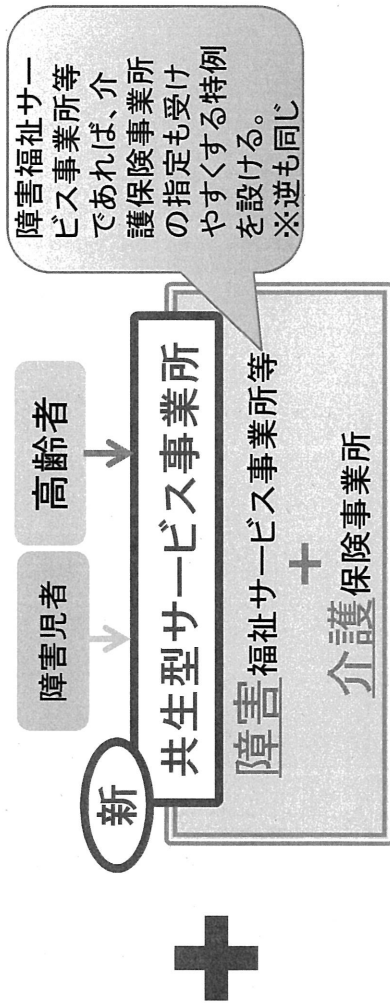 新
障害児者
高齢者
共生型サービス事業所
障害福祉サービス事業所等
＋
介護保険事業所
障害福祉サー
ビス事業所等
であれば、介
護保険事業所
の指定も受け
やすくする特例
を設ける。
※逆も同じ
＋